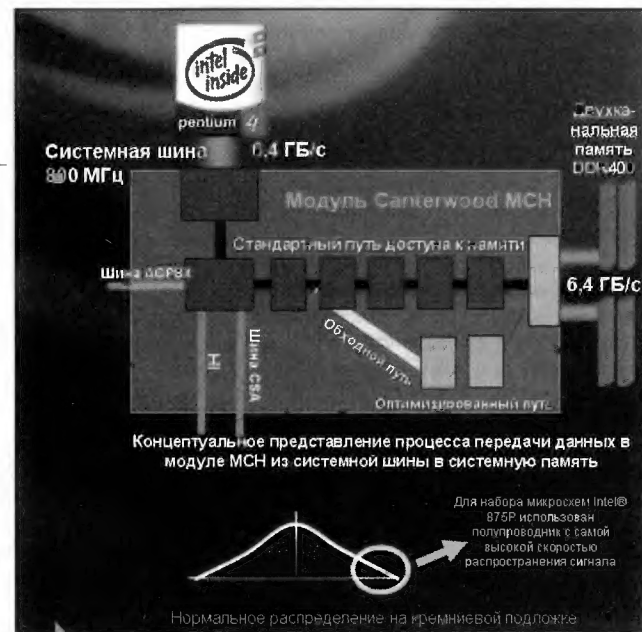 intel
inside
pentium 4
Системная шина 6,4 ГБ/с
800 МГц
Двухка-
нальная
память
DDR400
Модуль Canterwood MCH
Стандартный путь доступа к памяти
Шина AGP8X
6,4 ГБ/с
Обходной путь
HI
Шина CSA
Оптимизированный путь
Концептуальное представление процесса передачи данных в
модуле MCH из системной шины в системную память
Для набора микросхем Intel®
875P использован
полупроводник с самой
высокой скоростью
распространения сигнала
Нормальное распределение на кремниевой подложке